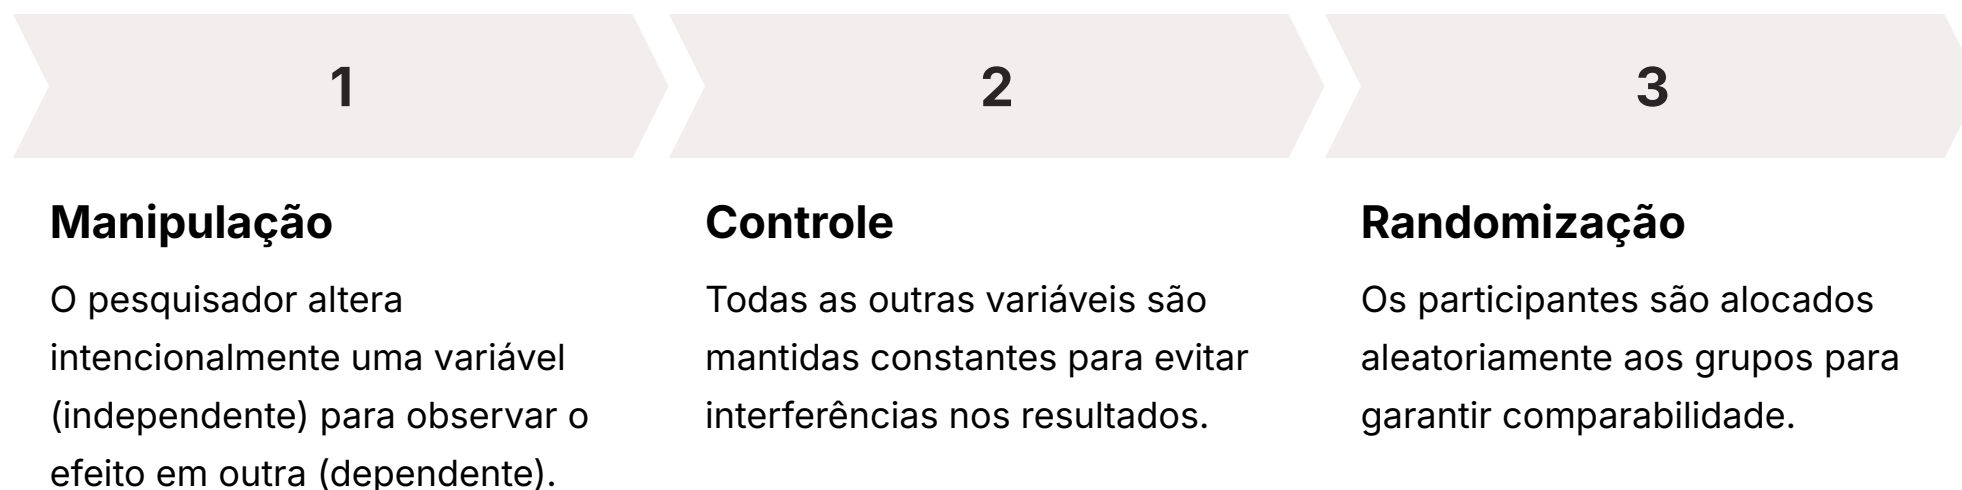 1
Manipulação
O pesquisador altera
intencionalmente uma variável
(independente) para observar o
efeito em outra (dependente).
2
Controle
Todas as outras variáveis são
mantidas constantes para evitar
interferências nos resultados.
3
Randomização
Os participantes são alocados
aleatoriamente aos grupos para
garantir comparabilidade.